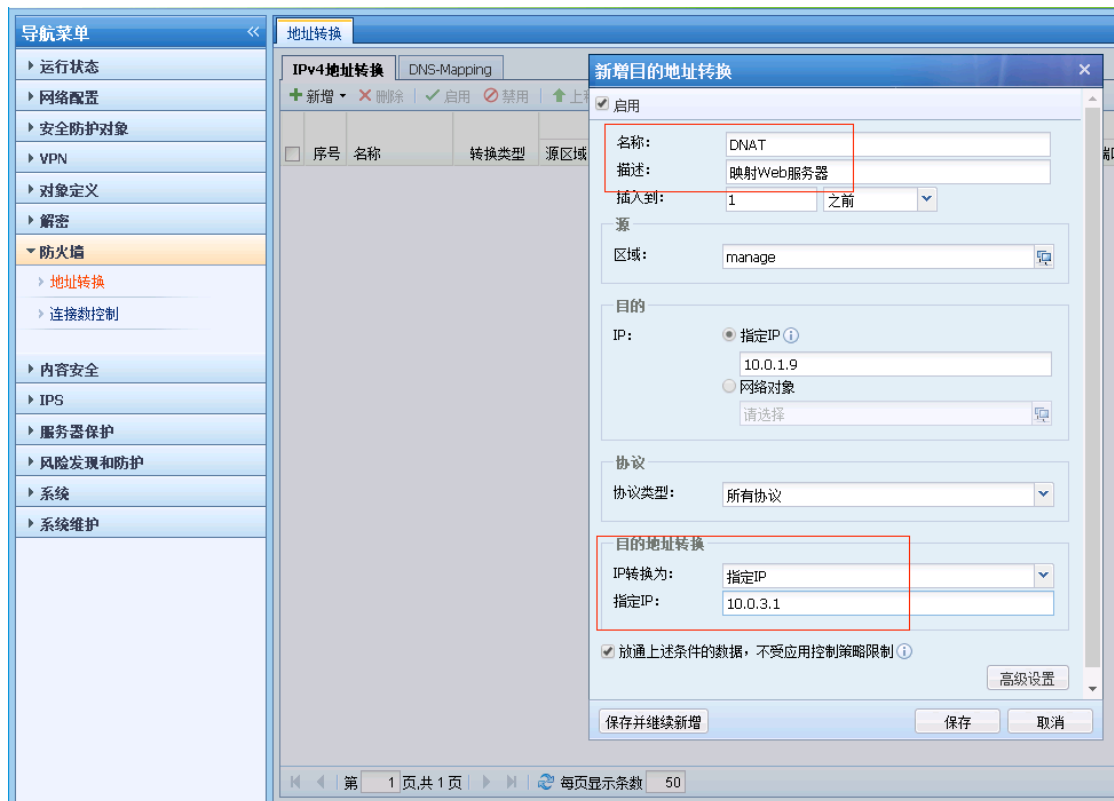 导航菜单
运行状态
网络配置
安全防护对象
VPN
对象定义
解密
防火墙
地址转换
连接数控制
内容安全
IPS
服务器保护
风险发现和防护
系统
系统维护
地址转换
IPv4地址转换 DNS-Mapping
新增 删除 启用 禁用
序号 名称 转换类型 源区域
新增目的地址转换
启用
名称: DNAT
描述: 映射Web服务器
插入到: 1 之前
源
区域: manage
目的
IP: 指定IP
10.0.1.9
网络对象
请选择
协议
协议类型: 所有协议
目的地址转换
IP转换为: 指定IP
指定IP: 10.0.3.1
放通上述条件的数据，不受应用控制策略限制
高级设置
保存并继续新增 保存 取消
第 1 页,共 1 页 每页显示条数 50